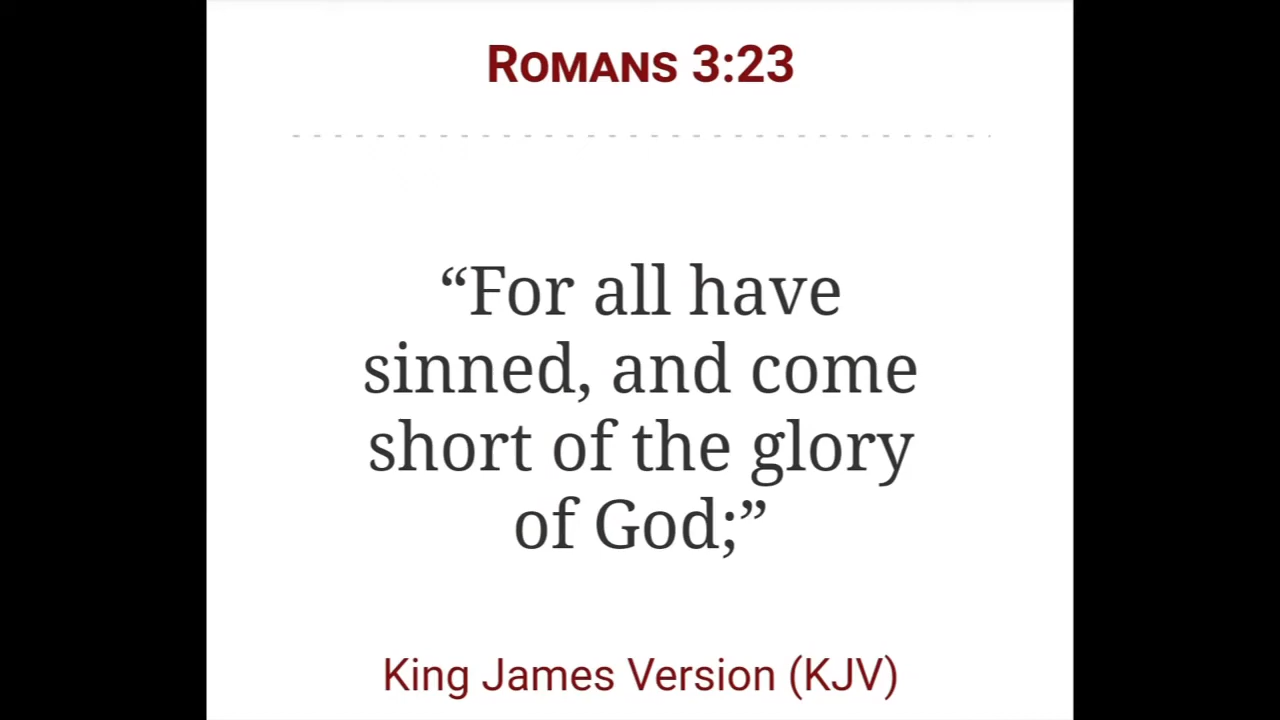 Romans 3:23
“For all have
sinned, and come
short of the glory
of God;”
King James Version (KJV)